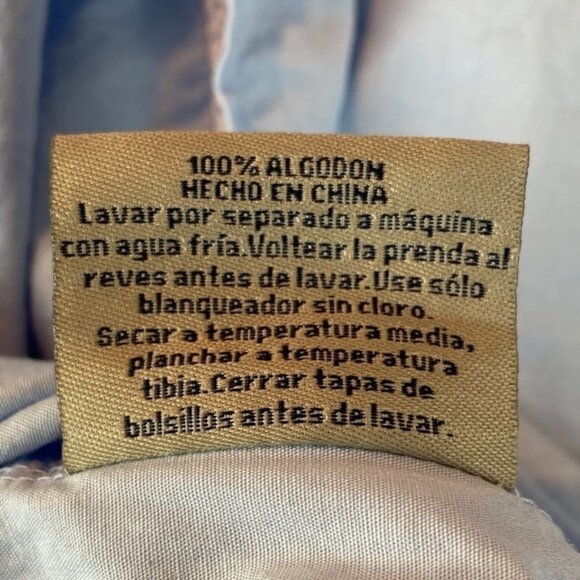 100% ALGODON
HECHO EN CHINA
Lavar por separado a máquina
con agua fría.Voltear la prenda al
reves antes de lavar.Use sólo
blanqueador sin cloro.
Secar a temperatura media,
planchar a temperatura
tibia.Cerrar tapas de
bolsillos antes de lavar.